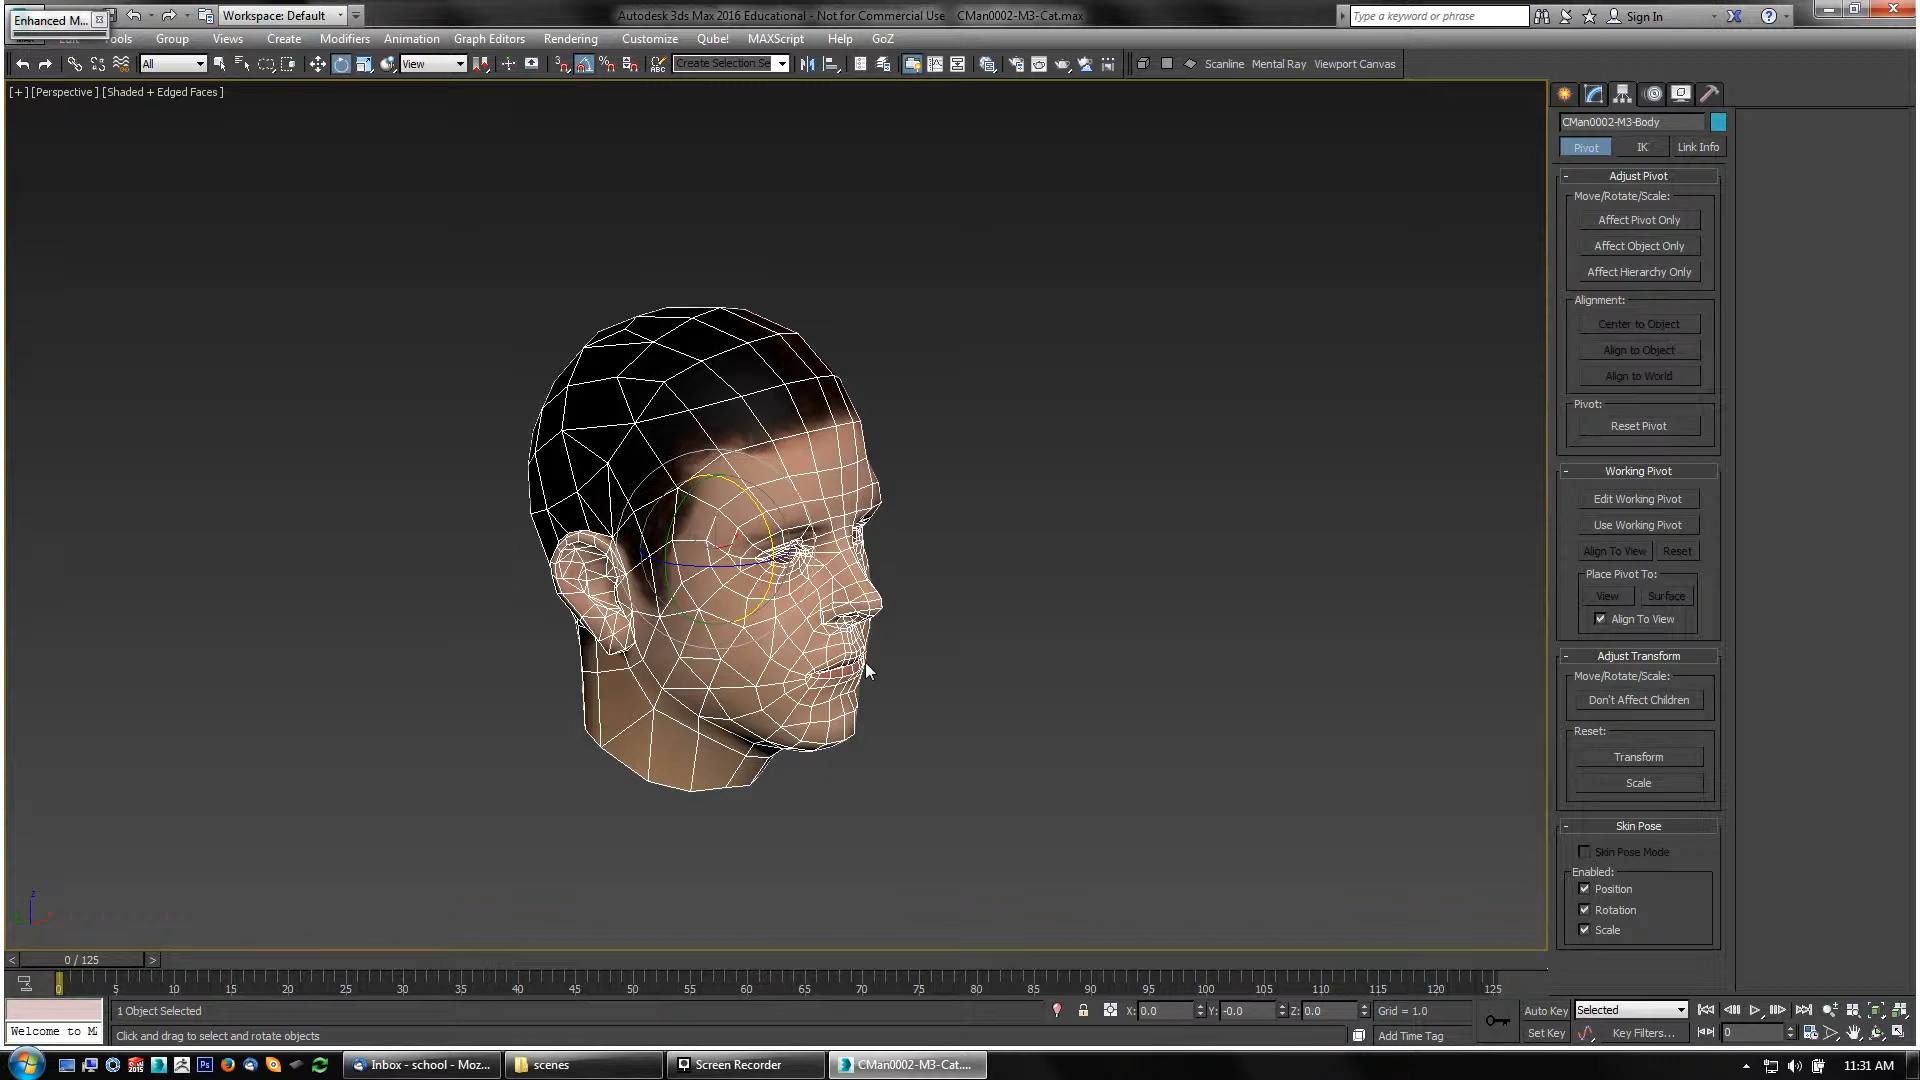 Enhanced M...
Workspace: Default
Autodesk 3ds Max 2016 Educational - Not for Commercial Use CMan0002-M3-Cat.max
Type a keyword or phrase
Sign In
Tools Group Views Create Modifiers Animation Graph Editors Rendering Customize Qube! MAXScript Help GoZ
All
View
Create Selection Se
Scanline Mental Ray Viewport Canvas
[+] [Perspective ] [Shaded + Edged Faces ]
CMan0002-M3-Body
Pivot IK Link Info
- Adjust Pivot
Move/Rotate/Scale:
Affect Pivot Only
Affect Object Only
Affect Hierarchy Only
Alignment:
Center to Object
Align to Object
Align to World
Pivot:
Reset Pivot
- Working Pivot
Edit Working Pivot
Use Working Pivot
Align To View Reset
Place Pivot To:
View Surface
Align To View
- Adjust Transform
Move/Rotate/Scale:
Don't Affect Children
Reset:
Transform
Scale
- Skin Pose
Skin Pose Mode
Enabled:
Position
Rotation
Scale
z
< 0 / 125 >
0 5 10 15 20 25 30 35 40 45 50 55 60 65 70 75 80 85 90 95 100 105 110 115 120 125
1 Object Selected
X: 0.0 Y: -0.0 Z: 0.0 Grid = 1.0
Auto Key Selected
Welcome to MA
Click and drag to select and rotate objects
Add Time Tag
Set Key Key Filters... 0
Inbox - school - Moz...
scenes
Screen Recorder
CMan0002-M3-Cat....
11:31 AM